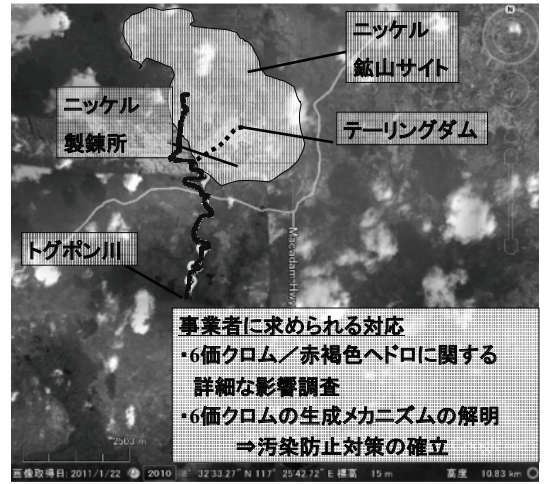 N
ニッケル
鉱山サイト
ニッケル
製錬所
テーリングダム
トグポン川
Macadam Hwy
事業者に求められる対応
・6価クロム／赤褐色ヘドロに関する
詳細な影響調査
・6価クロムの生成メカニズムの解明
⇒汚染防止対策の確立
2503 m
画像取得日: 2011/1/22 2010 8° 32'33.27" N 117° 25'42.72" E 標高 15 m 高度 10.83 km